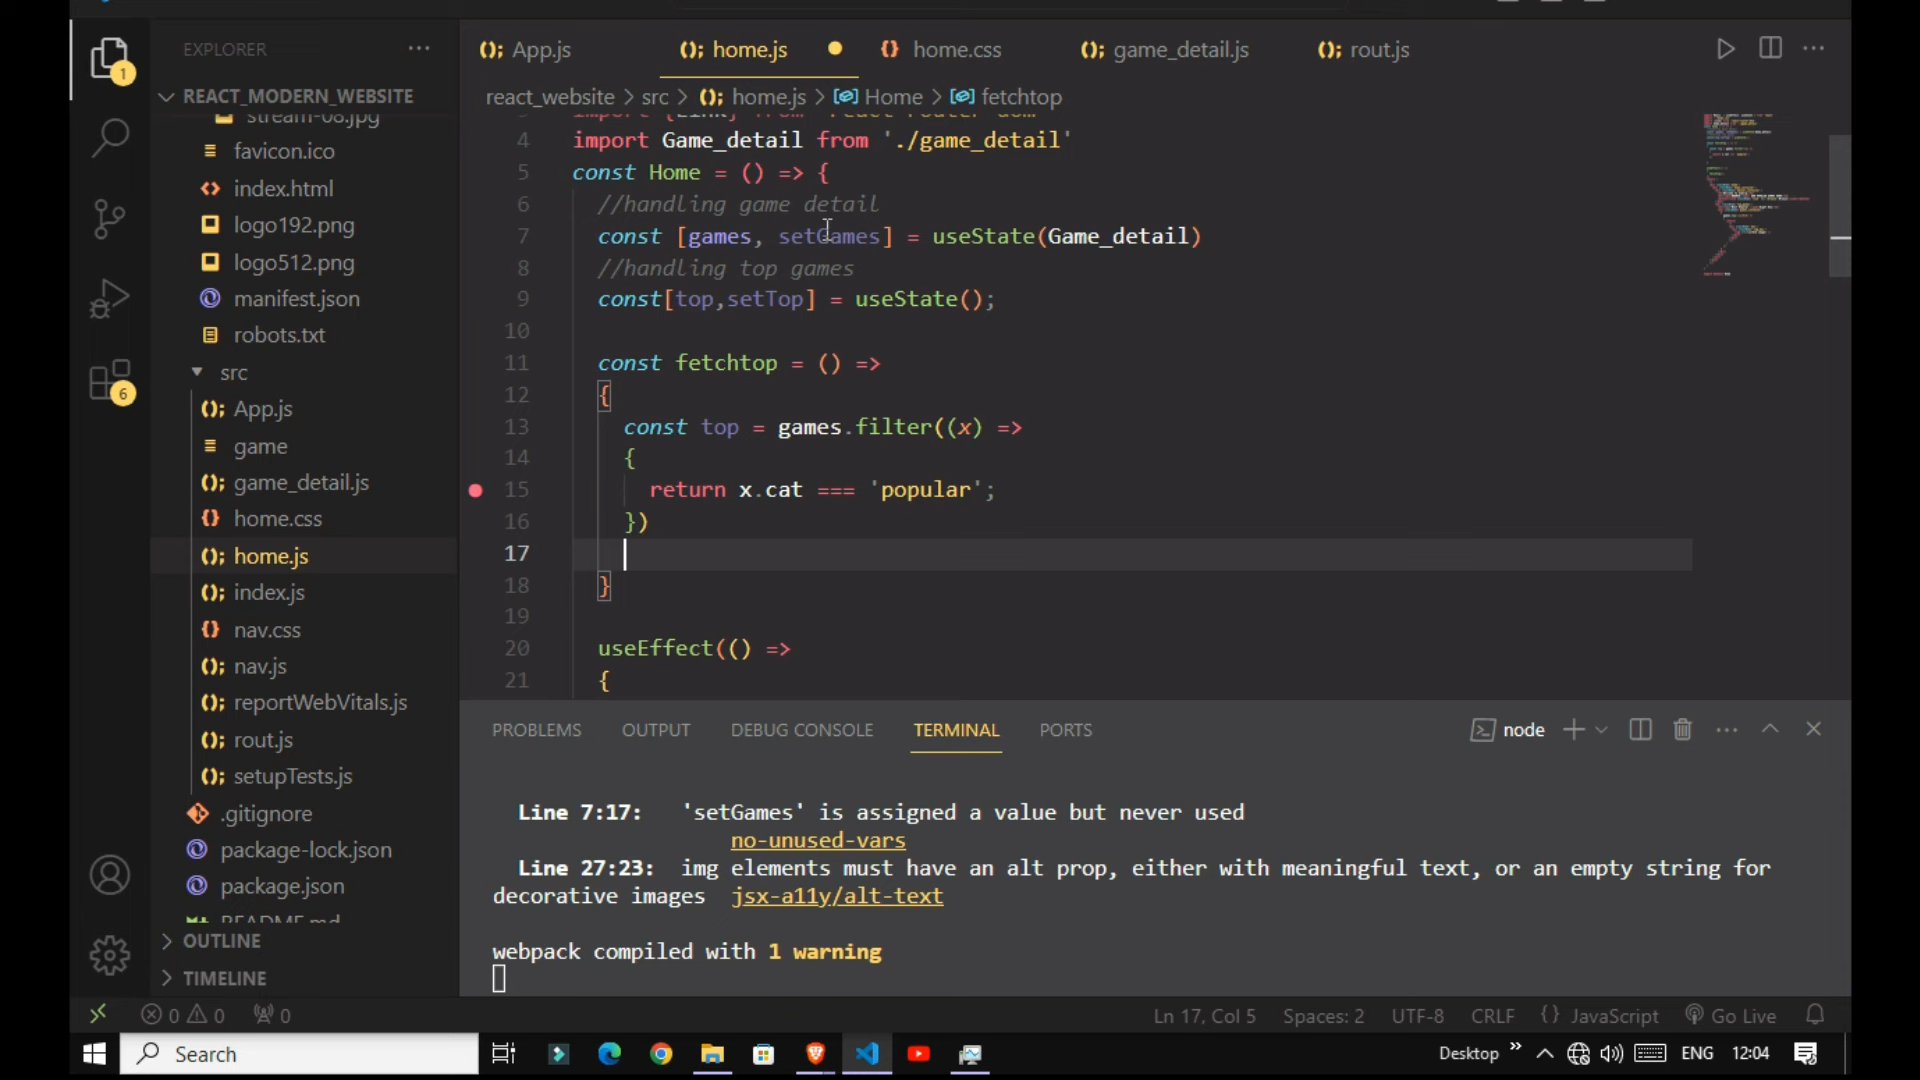 EXPLORER
1
REACT_MODERN_WEBSITE
stream-08.jpg
favicon.ico
index.html
logo192.png
logo512.png
manifest.json
robots.txt
src
App.js
game
game_detail.js
home.css
home.js
index.js
nav.css
nav.js
reportWebVitals.js
rout.js
setupTests.js
.gitignore
package-lock.json
package.json
README.md
OUTLINE
TIMELINE
6
App.js
home.js
home.css
game_detail.js
rout.js
react_website > src > home.js > Home > fetchtop
4 import Game_detail from './game_detail'
5 const Home = () => {
6 //handling game detail
7 const [games, setGames] = useState(Game_detail)
8 //handling top games
9 const[top,setTop] = useState();
10
11 const fetchtop = () =>
12 {
13 const top = games.filter((x) =>
14 {
15 return x.cat === 'popular';
16 })
17
18 }
19
20 useEffect(() =>
21 {
PROBLEMS OUTPUT DEBUG CONSOLE TERMINAL PORTS
node
Line 7:17: 'setGames' is assigned a value but never used
no-unused-vars
Line 27:23: img elements must have an alt prop, either with meaningful text, or an empty string for
decorative images jsx-a11y/alt-text
webpack compiled with 1 warning
0 0 0
Ln 17, Col 5 Spaces: 2 UTF-8 CRLF {} JavaScript Go Live
Search
Desktop ENG 12:04